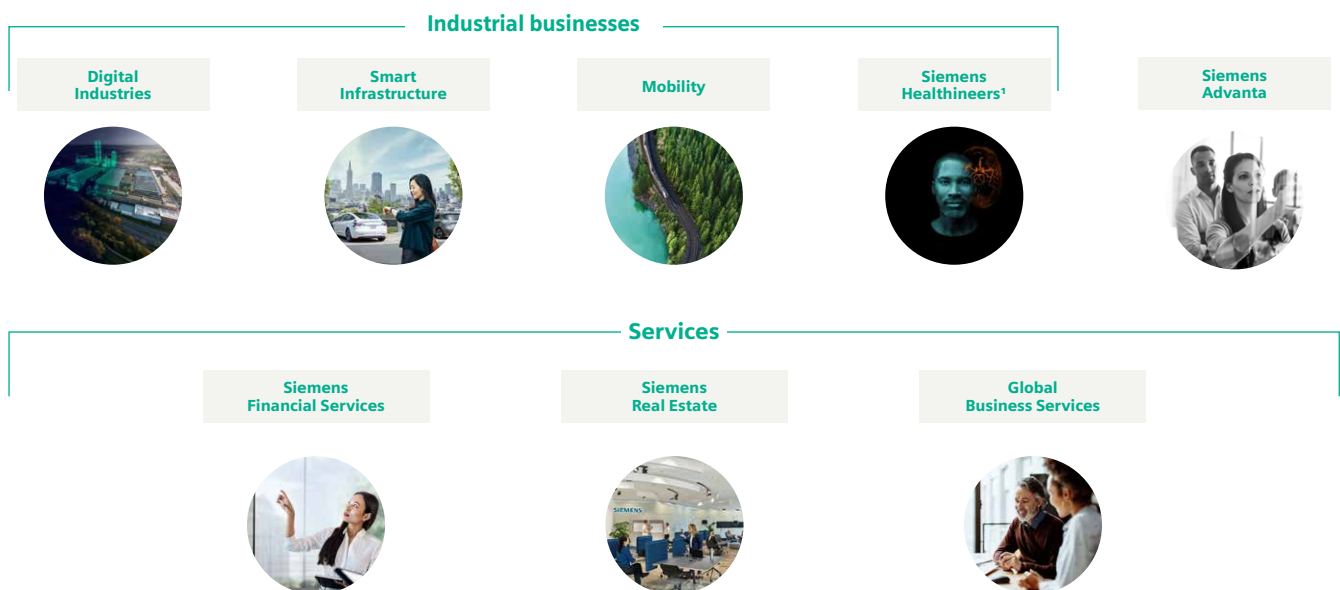 Industrial businesses
Digital
Industries
Smart
Infrastructure
Mobility
Siemens
Healthineers¹
Siemens
Advanta
Services
Siemens
Financial Services
Siemens
Real Estate
Global
Business Services
SIEMENS